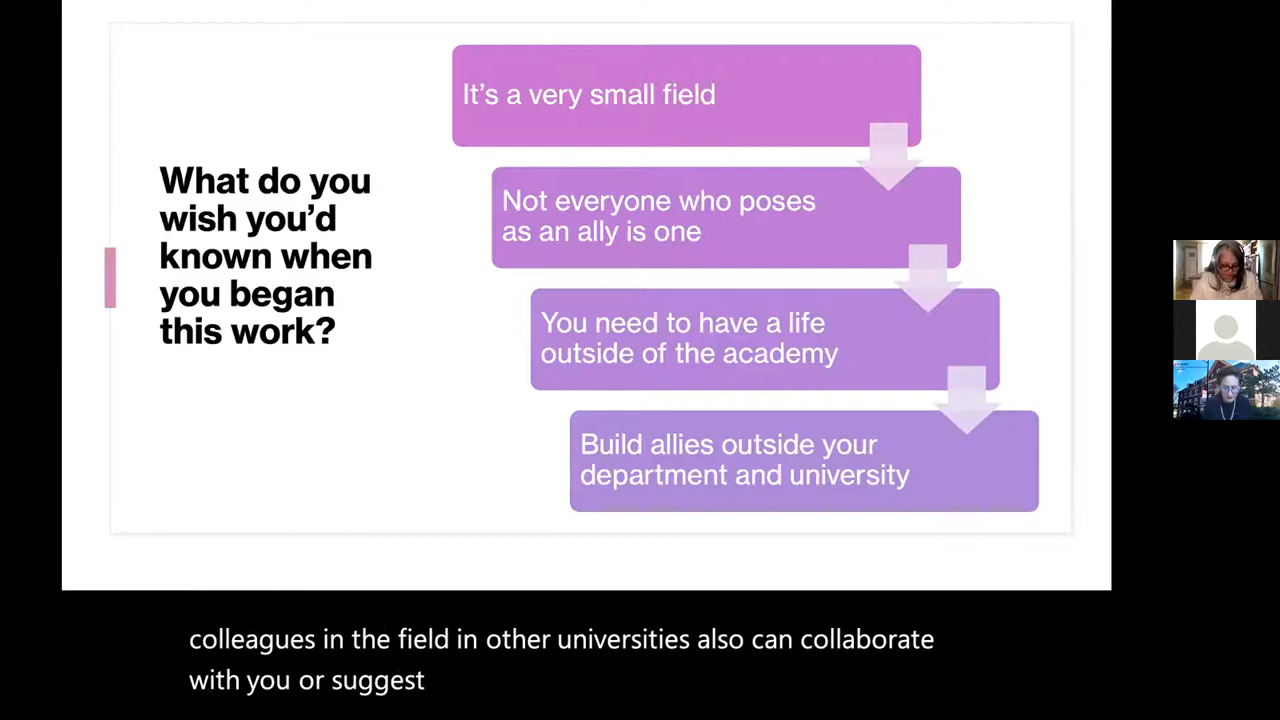 What do you
wish you'd
known when
you began
this work?
It's a very small field
Not everyone who poses
as an ally is one
You need to have a life
outside of the academy
Build allies outside your
department and university
colleagues in the field in other universities also can collaborate
with you or suggest